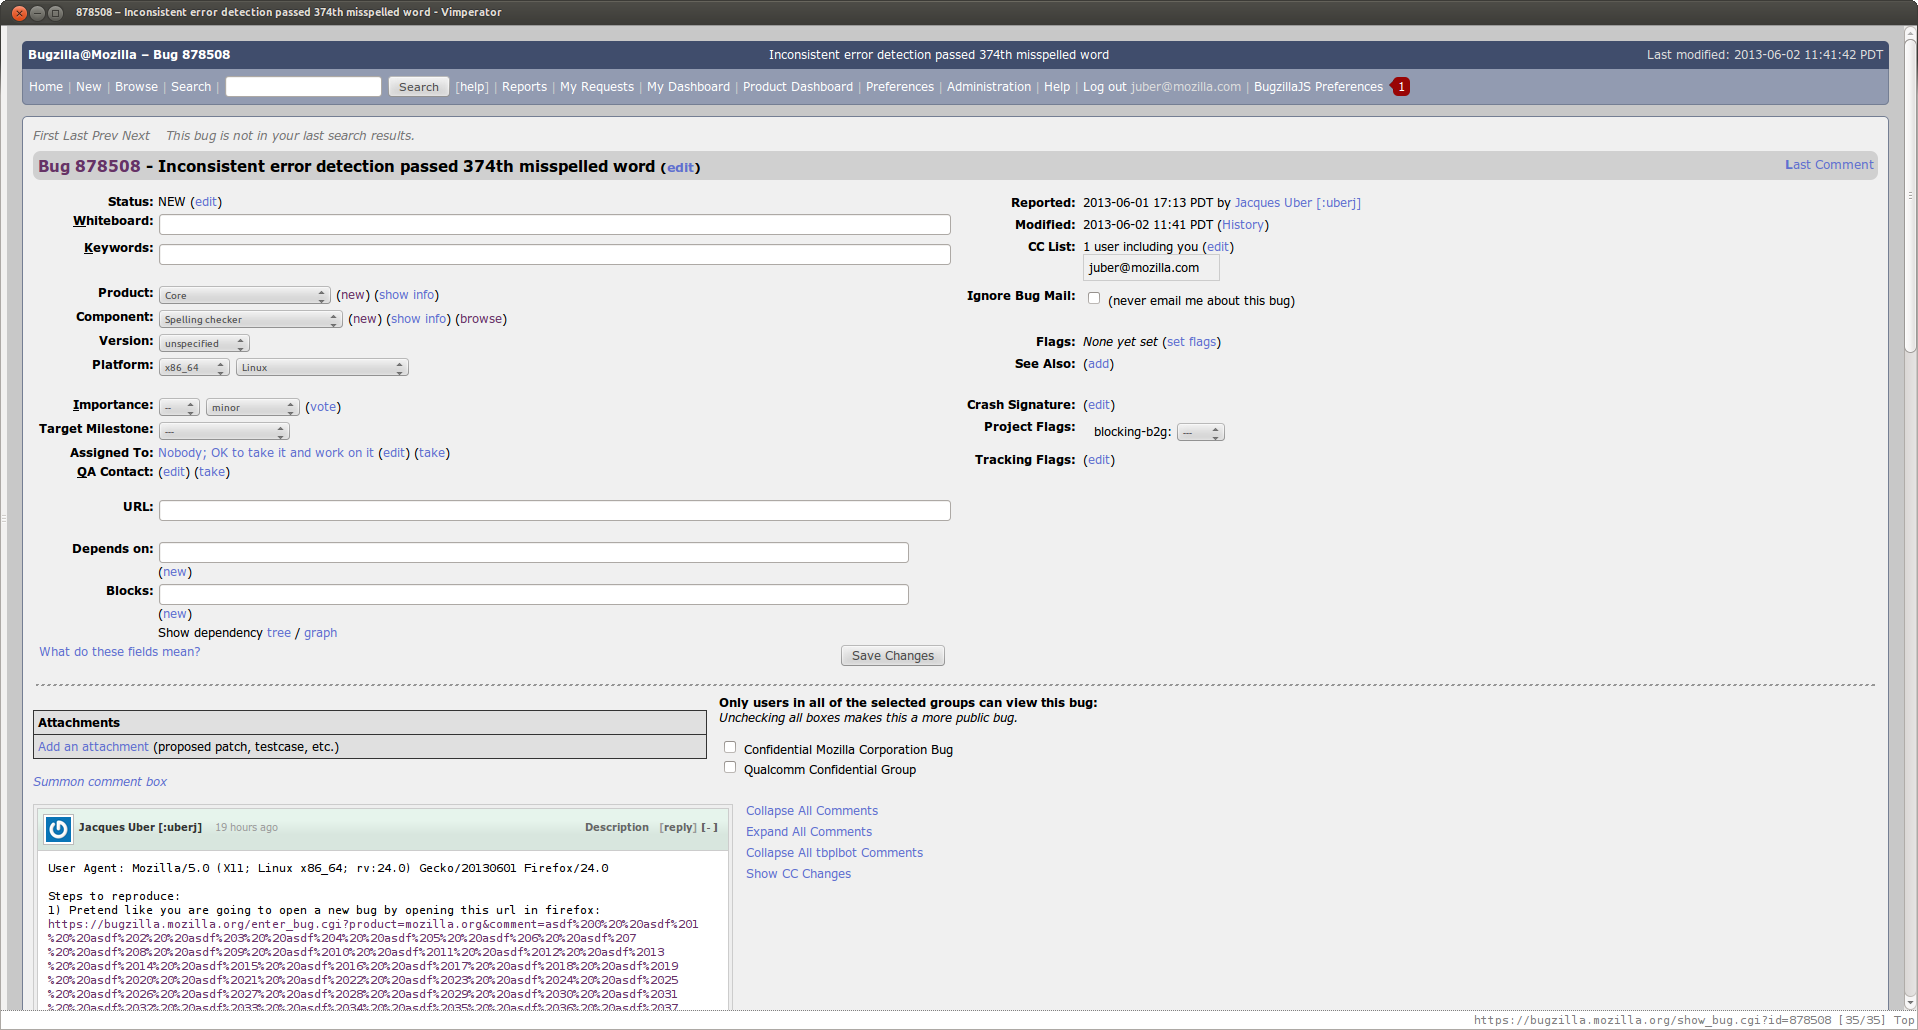 878508 – Inconsistent error detection passed 374th misspelled word - Vimperator
Bugzilla@Mozilla – Bug 878508
Inconsistent error detection passed 374th misspelled word
Last modified: 2013-06-02 11:41:42 PDT
Home | New | Browse | Search | Search [help] | Reports | My Requests | My Dashboard | Product Dashboard | Preferences | Administration | Help | Log out juber@mozilla.com | BugzillaJS Preferences 1
First Last Prev Next This bug is not in your last search results.
Bug 878508 - Inconsistent error detection passed 374th misspelled word (edit)
Last Comment
Status: NEW (edit)
Whiteboard:
Keywords:
Product: Core (new) (show info)
Component: Spelling checker (new) (show info) (browse)
Version: unspecified
Platform: x86_64 Linux
Importance: -- minor (vote)
Target Milestone: ---
Assigned To: Nobody; OK to take it and work on it (edit) (take)
QA Contact: (edit) (take)
URL:
Depends on:
(new)
Blocks:
(new)
Show dependency tree / graph
What do these fields mean?
Save Changes
Reported: 2013-06-01 17:13 PDT by Jacques Uber [:uberj]
Modified: 2013-06-02 11:41 PDT (History)
CC List: 1 user including you (edit)
juber@mozilla.com
Ignore Bug Mail: (never email me about this bug)
Flags: None yet set (set flags)
See Also: (add)
Crash Signature: (edit)
Project Flags: blocking-b2g: ---
Tracking Flags: (edit)
Attachments
Add an attachment (proposed patch, testcase, etc.)
Only users in all of the selected groups can view this bug:
Unchecking all boxes makes this a more public bug.
Confidential Mozilla Corporation Bug
Qualcomm Confidential Group
Summon comment box
Jacques Uber [:uberj] 19 hours ago Description [reply] [-]
Collapse All Comments
Expand All Comments
Collapse All tbplbot Comments
Show CC Changes
User Agent: Mozilla/5.0 (X11; Linux x86_64; rv:24.0) Gecko/20130601 Firefox/24.0
Steps to reproduce:
1) Pretend like you are going to open a new bug by opening this url in firefox:
https://bugzilla.mozilla.org/enter_bug.cgi?product=mozilla.org&comment=asdf%200%20%20asdf%201
%20%20asdf%202%20%20asdf%203%20%20asdf%204%20%20asdf%205%20%20asdf%206%20%20asdf%207
%20%20asdf%208%20%20asdf%209%20%20asdf%2010%20%20asdf%2011%20%20asdf%2012%20%20asdf%2013
%20%20asdf%2014%20%20asdf%2015%20%20asdf%2016%20%20asdf%2017%20%20asdf%2018%20%20asdf%2019
%20%20asdf%2020%20%20asdf%2021%20%20asdf%2022%20%20asdf%2023%20%20asdf%2024%20%20asdf%2025
%20%20asdf%2026%20%20asdf%2027%20%20asdf%2028%20%20asdf%2029%20%20asdf%2030%20%20asdf%2031
%20%20asdf%2032%20%20asdf%2033%20%20asdf%2034%20%20asdf%2035%20%20asdf%2036%20%20asdf%2037
https://bugzilla.mozilla.org/show_bug.cgi?id=878508 [35/35] Top